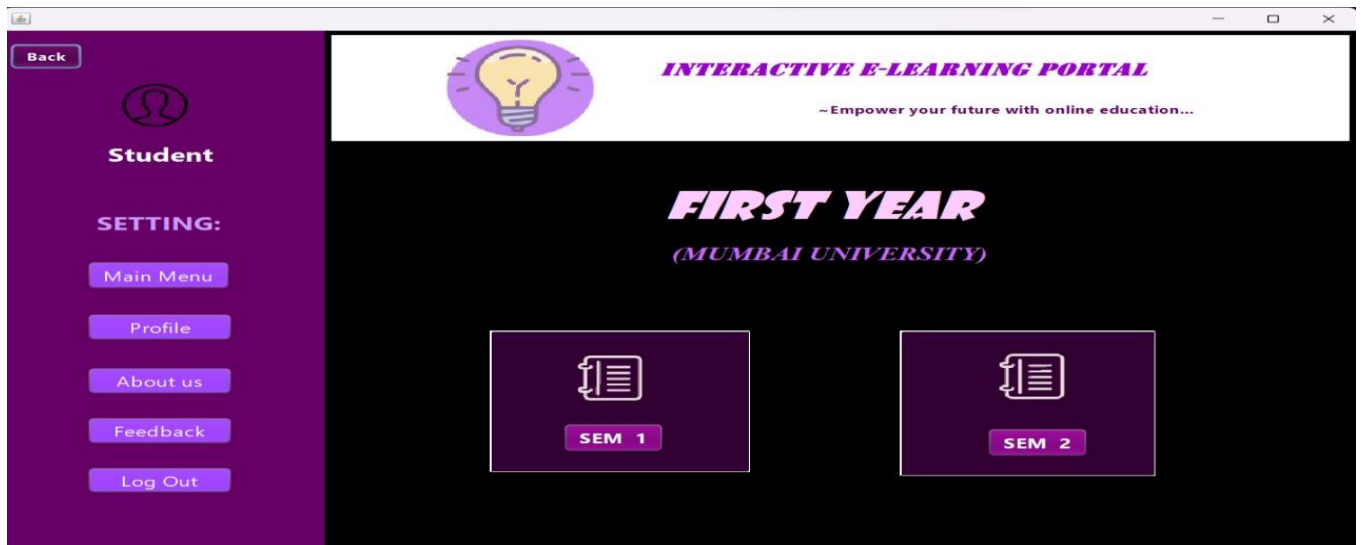 Back
Student
SETTING:
Main Menu
Profile
About us
Feedback
Log Out
INTERACTIVE E-LEARNING PORTAL
~Empower your future with online education...
FIRST YEAR
(MUMBAI UNIVERSITY)
SEM 1
SEM 2